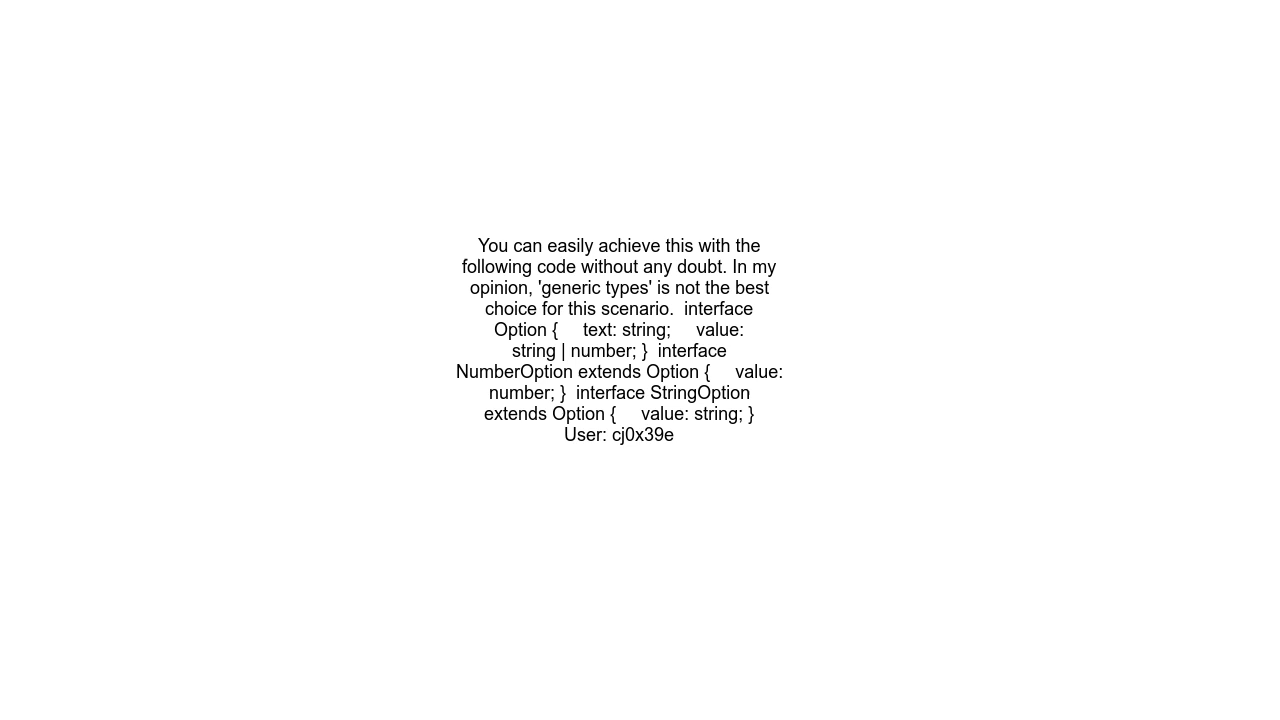 You can easily achieve this with the
following code without any doubt. In my
opinion, 'generic types' is not the best
choice for this scenario.  interface
Option {     text: string;     value:
string | number; }  interface
NumberOption extends Option {     value:
number; }  interface StringOption
extends Option {     value: string; }
User: cj0x39e